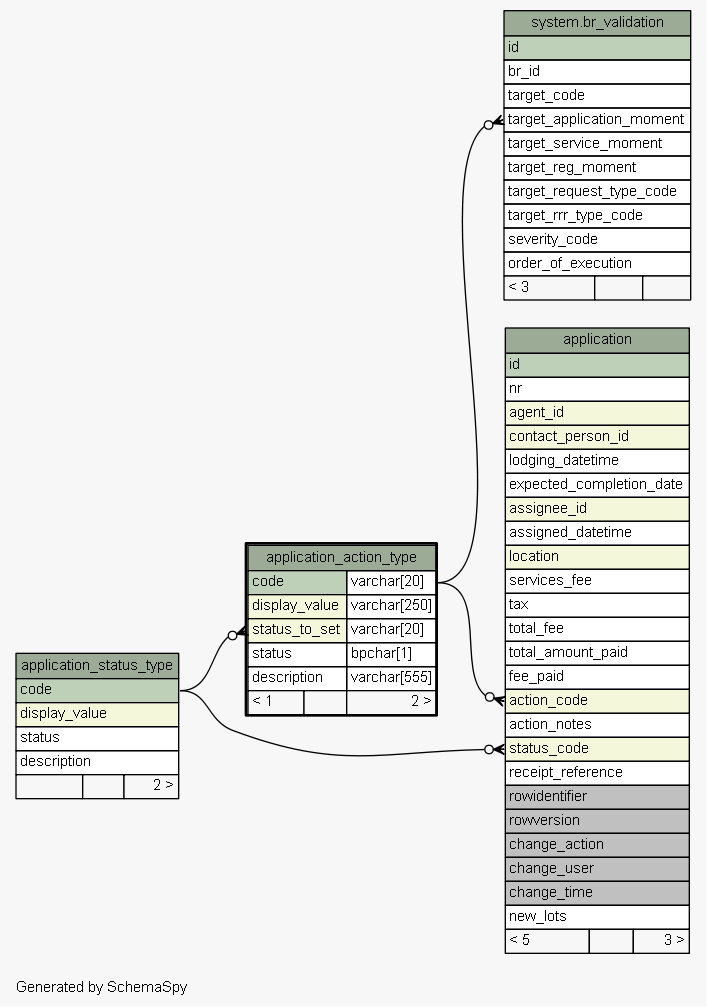 system.br_validation
id
br_id
target_code
target_application_moment
target_service_moment
target_reg_moment
target_request_type_code
target_rrr_type_code
severity_code
order_of_execution
< 3
application
id
nr
agent_id
contact_person_id
lodging_datetime
expected_completion_date
assignee_id
assigned_datetime
location
services_fee
tax
total_fee
total_amount_paid
fee_paid
action_code
action_notes
status_code
receipt_reference
rowidentifier
rowversion
change_action
change_user
change_time
new_lots
< 5 3 >
application_action_type
code varchar[20]
display_value varchar[250]
status_to_set varchar[20]
status bpchar[1]
description varchar[555]
< 1 2 >
application_status_type
code
display_value
status
description
2 >
Generated by SchemaSpy